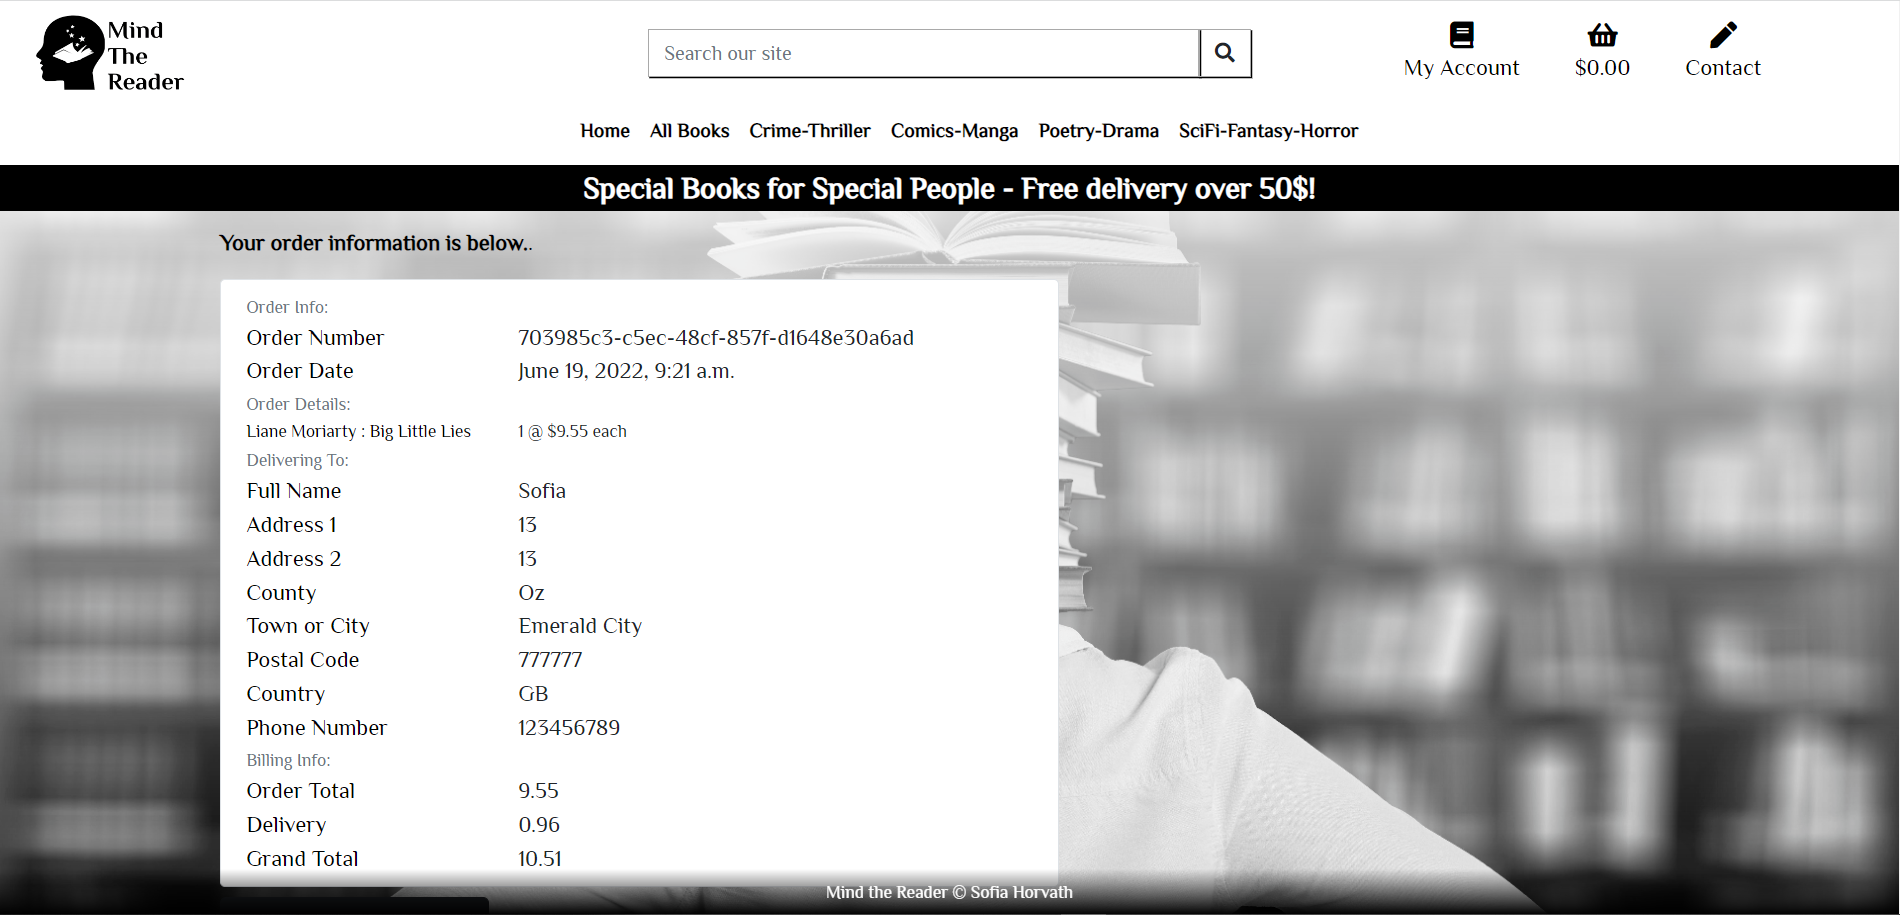 Mind
The
Reader
Search our site
My Account
$0.00
Contact
Home All Books Crime-Thriller Comics-Manga Poetry-Drama SciFi-Fantasy-Horror
Special Books for Special People - Free delivery over 50$!
Your order information is below..
Order Info:
Order Number 703985c3-c5ec-48cf-857f-d1648e30a6ad
Order Date June 19, 2022, 9:21 a.m.
Order Details:
Liane Moriarty : Big Little Lies 1 @ $9.55 each
Delivering To:
Full Name Sofia
Address 1 13
Address 2 13
County Oz
Town or City Emerald City
Postal Code 777777
Country GB
Phone Number 123456789
Billing Info:
Order Total 9.55
Delivery 0.96
Grand Total 10.51
Mind the Reader © Sofia Horvath